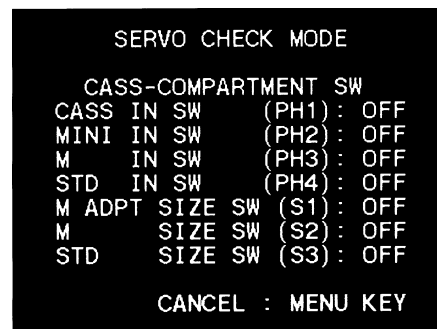 SERVO CHECK MODE
CASS-COMPARTMENT SW
CASS IN SW (PH1): OFF
MINI IN SW (PH2): OFF
M IN SW (PH3): OFF
STD IN SW (PH4): OFF
M ADPT SIZE SW (S1): OFF
M SIZE SW (S2): OFF
STD SIZE SW (S3): OFF
CANCEL : MENU KEY